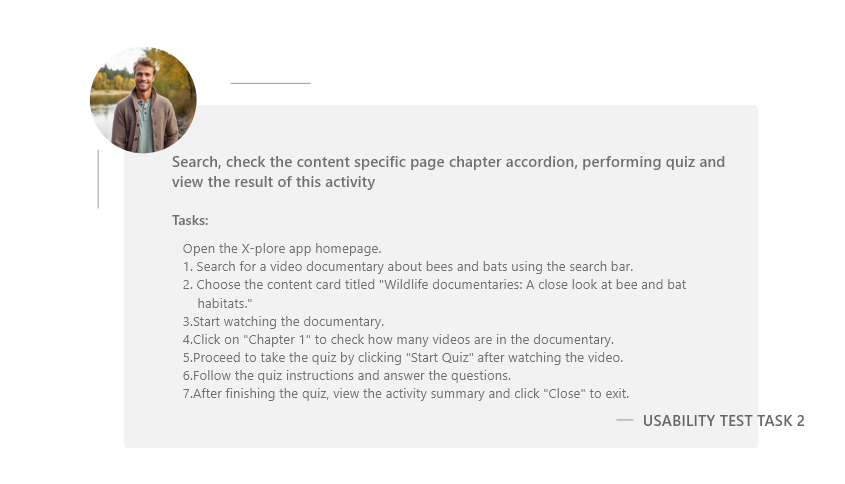 Search, check the content specific page chapter accordion, performing quiz and
view the result of this activity
Tasks:
Open the X-plore app homepage.
1. Search for a video documentary about bees and bats using the search bar.
2. Choose the content card titled "Wildlife documentaries: A close look at bee and bat
habitats."
3.Start watching the documentary.
4.Click on "Chapter 1" to check how many videos are in the documentary.
5.Proceed to take the quiz by clicking "Start Quiz" after watching the video.
6.Follow the quiz instructions and answer the questions.
7.After finishing the quiz, view the activity summary and click "Close" to exit.
USABILITY TEST TASK 2